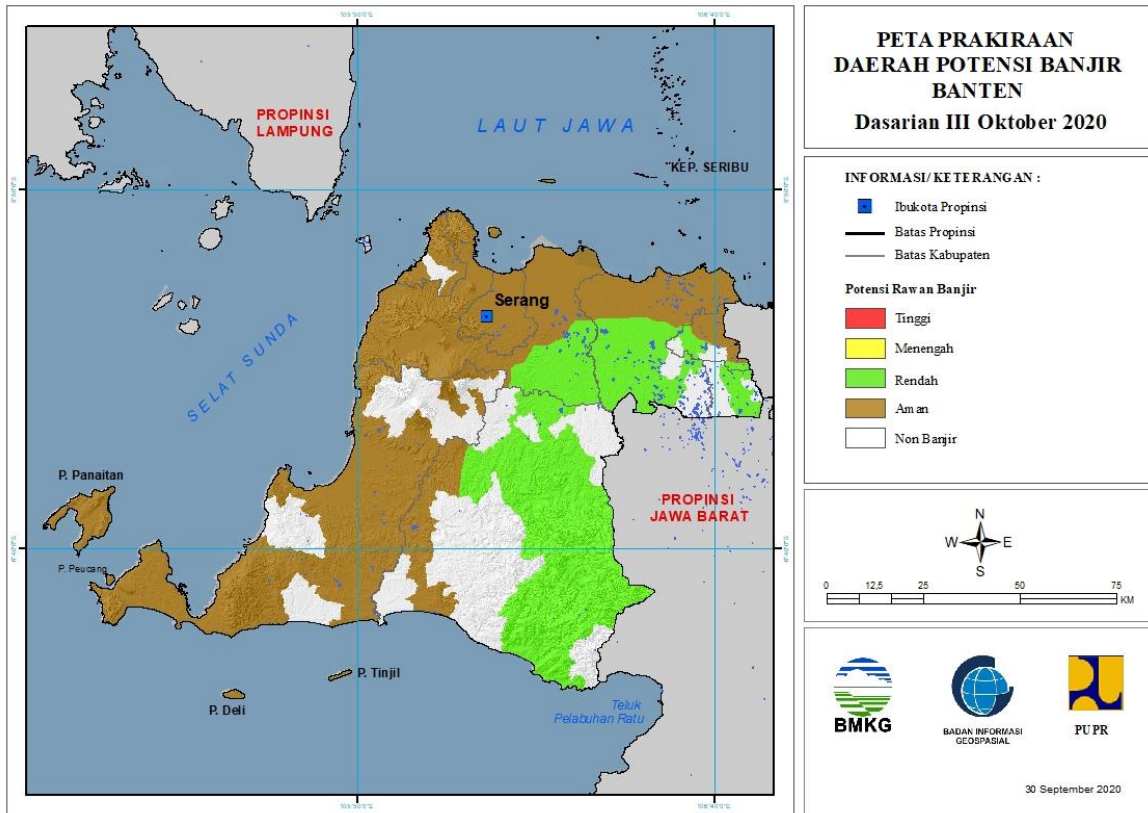 PETA PRAKIRAAN
DAERAH POTENSI BANJIR
BANTEN
Dasarian III Oktober 2020
INFORMASI/ KETERANGAN :
Ibukota Propinsi
Batas Propinsi
Batas Kabupaten
Potensi Rawan Banjir
Tinggi
Menengah
Rendah
Aman
Non Banjir
N
W E
S
0 12,5 25 50 75
KM
BMKG
BADAN INFORMASI
GEOSPASIAL
PUPR
30 September 2020
PROPINSI
LAMPUNG
LAUT JAWA
KEP. SERIBU
Serang
SELAT SUNDA
P. Panaitan
P. Peucang
PROPINSI
JAWA BARAT
P. Tinjil
P. Deli
Teluk
Pelabuhan Ratu